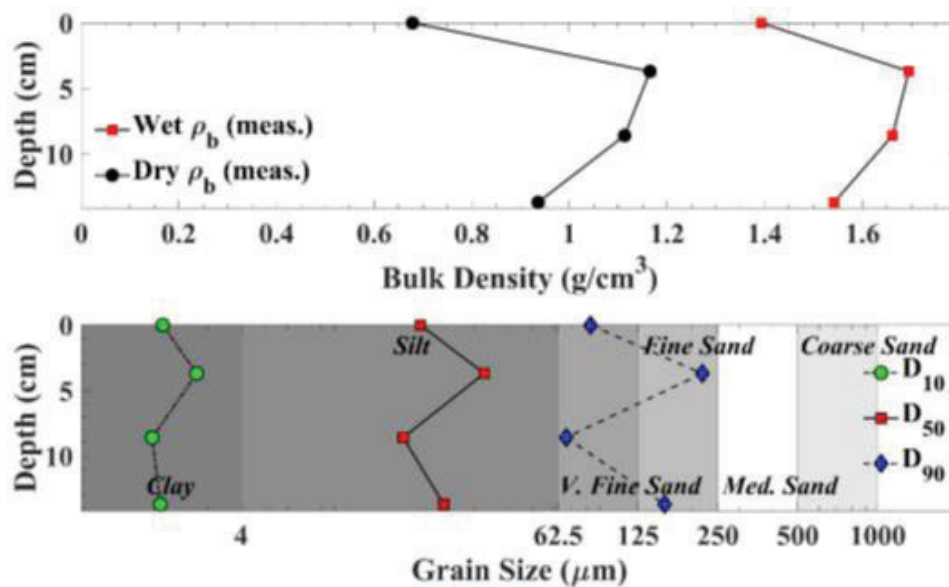 0
5
10
Depth (cm)
Wet ρb (meas.)
Dry ρb (meas.)
0 0.2 0.4 0.6 0.8 1 1.2 1.4 1.6
Bulk Density (g/cm³)
0
5
10
Depth (cm)
Silt Fine Sand Coarse Sand
D10
D50
D90
Clay V. Fine Sand Med. Sand
4 62.5 125 250 500 1000
Grain Size (μm)